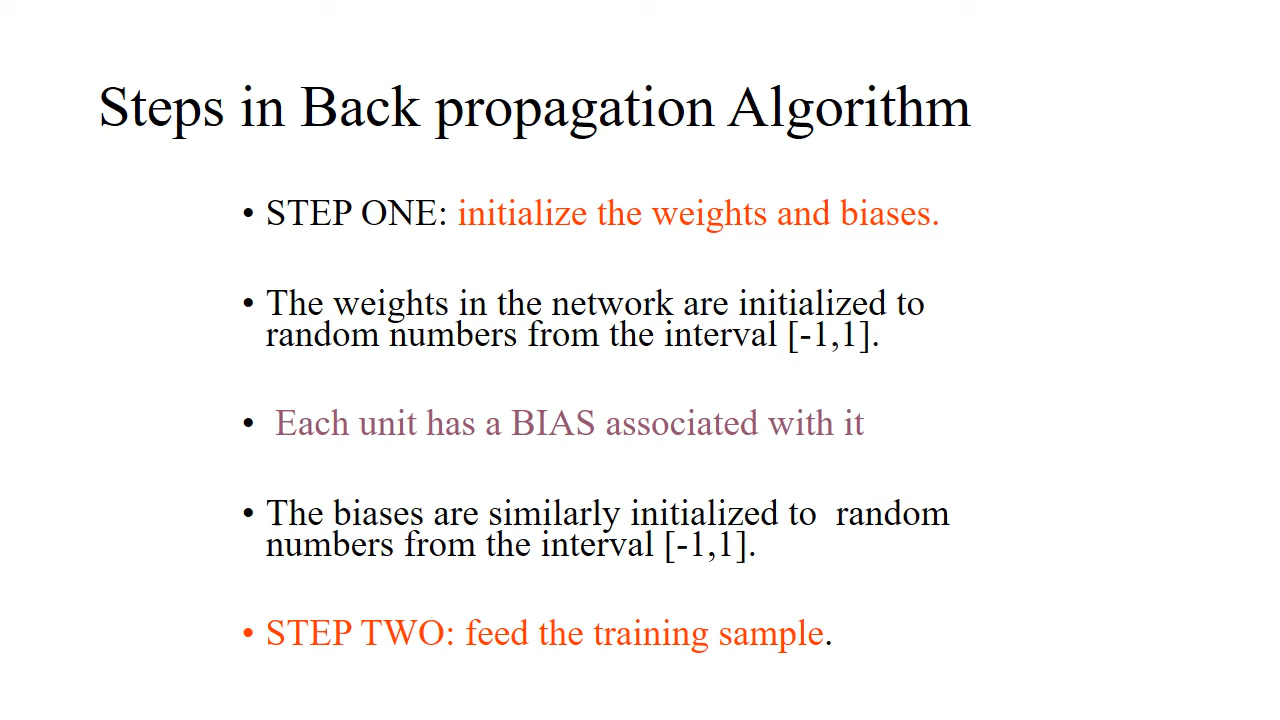 Steps in Back propagation Algorithm
• STEP ONE: initialize the weights and biases.
• The weights in the network are initialized to
random numbers from the interval [-1,1].
• Each unit has a BIAS associated with it
• The biases are similarly initialized to  random
numbers from the interval [-1,1].
• STEP TWO: feed the training sample.